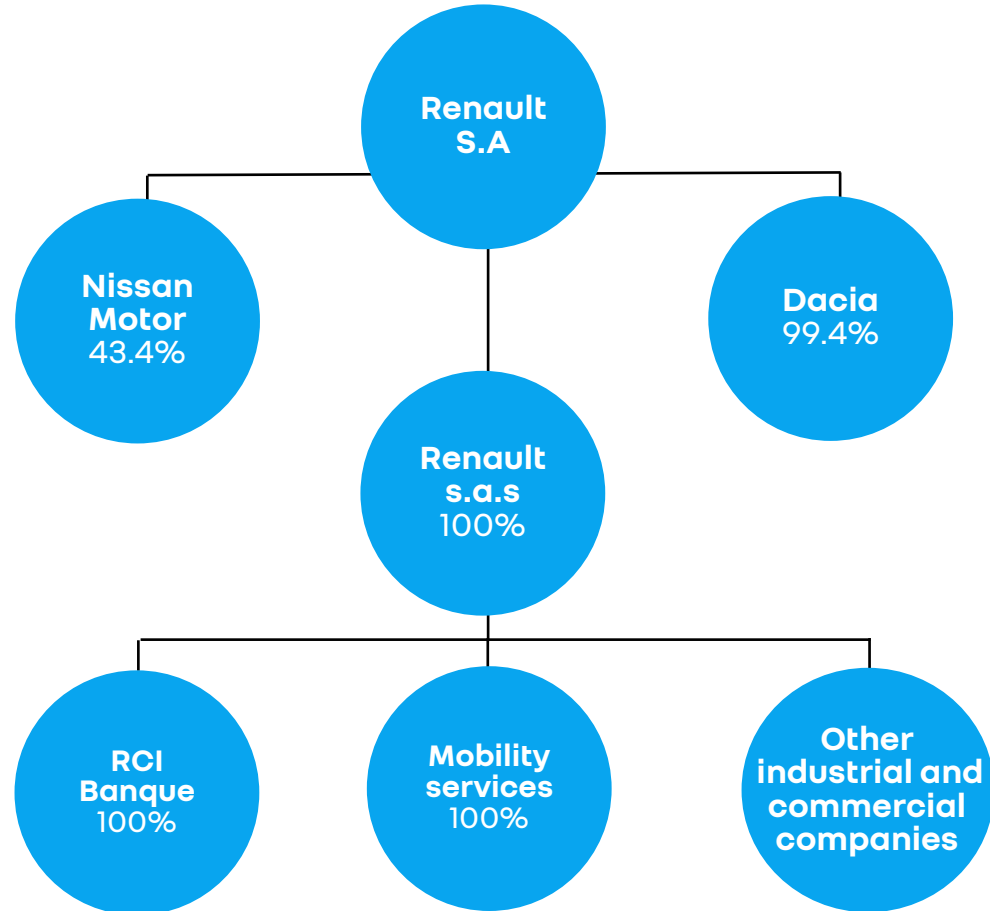 Renault
S.A
Nissan
Motor
43.4%
Dacia
99.4%
Renault
s.a.s
100%
RCI
Banque
100%
Mobility
services
100%
Other
industrial and
commercial
companies